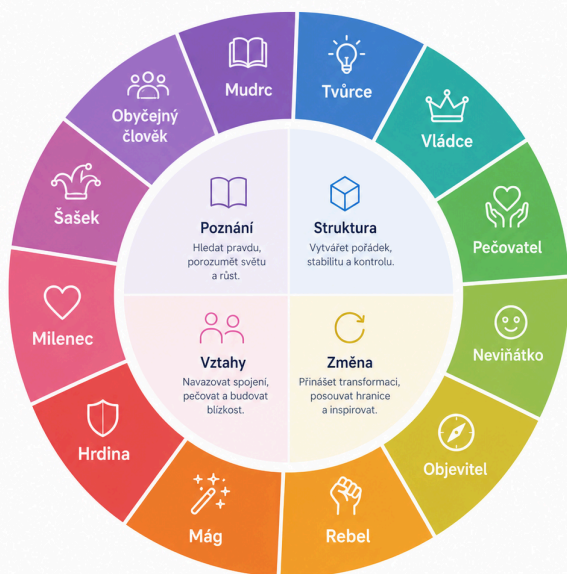 Mudrc
Tvůrce
Vládce
Pečovatel
Neviňátko
Objevitel
Rebel
Mág
Hrdina
Milenec
Šašek
Obyčejný
člověk
Poznání
Hledat pravdu,
porozumět světu
a růst.
Struktura
Vytvářet pořádek,
stabilitu a kontrolu.
Vztahy
Navazovat spojení,
pečovat a budovat
blízkost.
Změna
Přinášet transformaci,
posouvat hranice
a inspirovat.